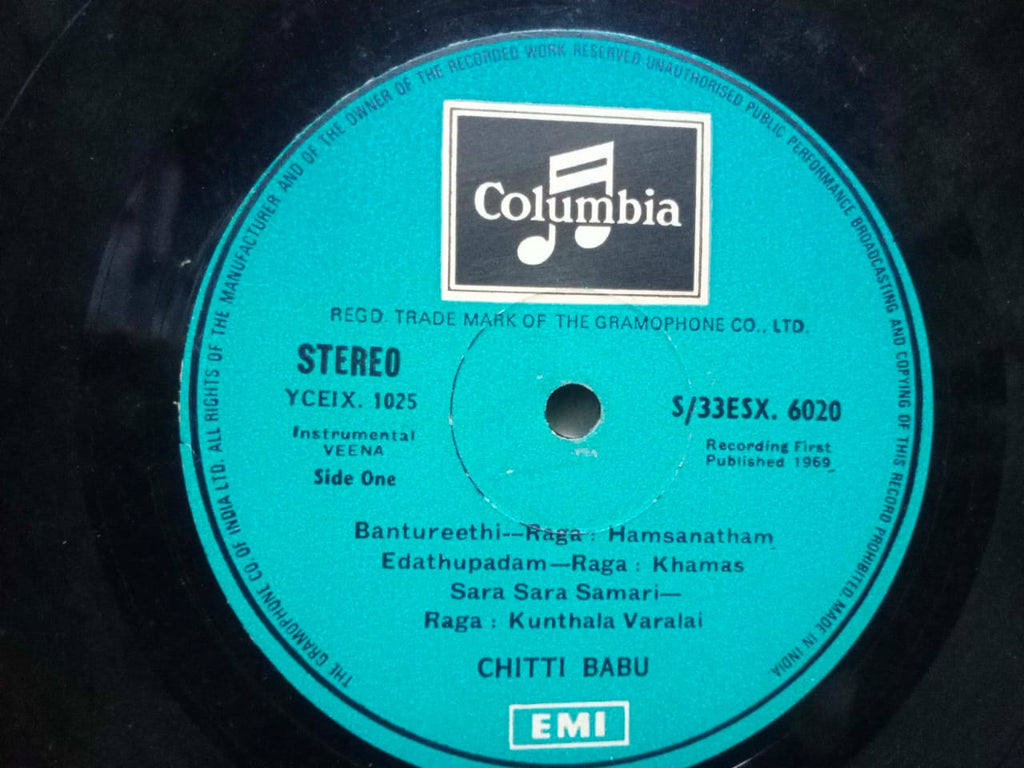 THE GRAMOPHONE CO. OF INDIA LTD. ALL RIGHTS OF THE MANUFACTURER AND OF THE OWNER OF THE RECORDED WORK RESERVED UNAUTHORISED PUBLIC PERFORMANCE BROADCASTING AND COPYING OF THIS RECORD PROHIBITED. MADE IN INDIA
Columbia
REGD. TRADE MARK OF THE GRAMOPHONE CO., LTD.
STEREO
YCEIX. 1025
Instrumental
VEENA
Side One
S/33ESX. 6020
Recording First
Published 1969
Bantureethi—Raga : Hamsanatham
Edathupadam—Raga : Khamas
Sara Sara Samari—
Raga : Kunthala Varalai
CHITTI BABU
EMI